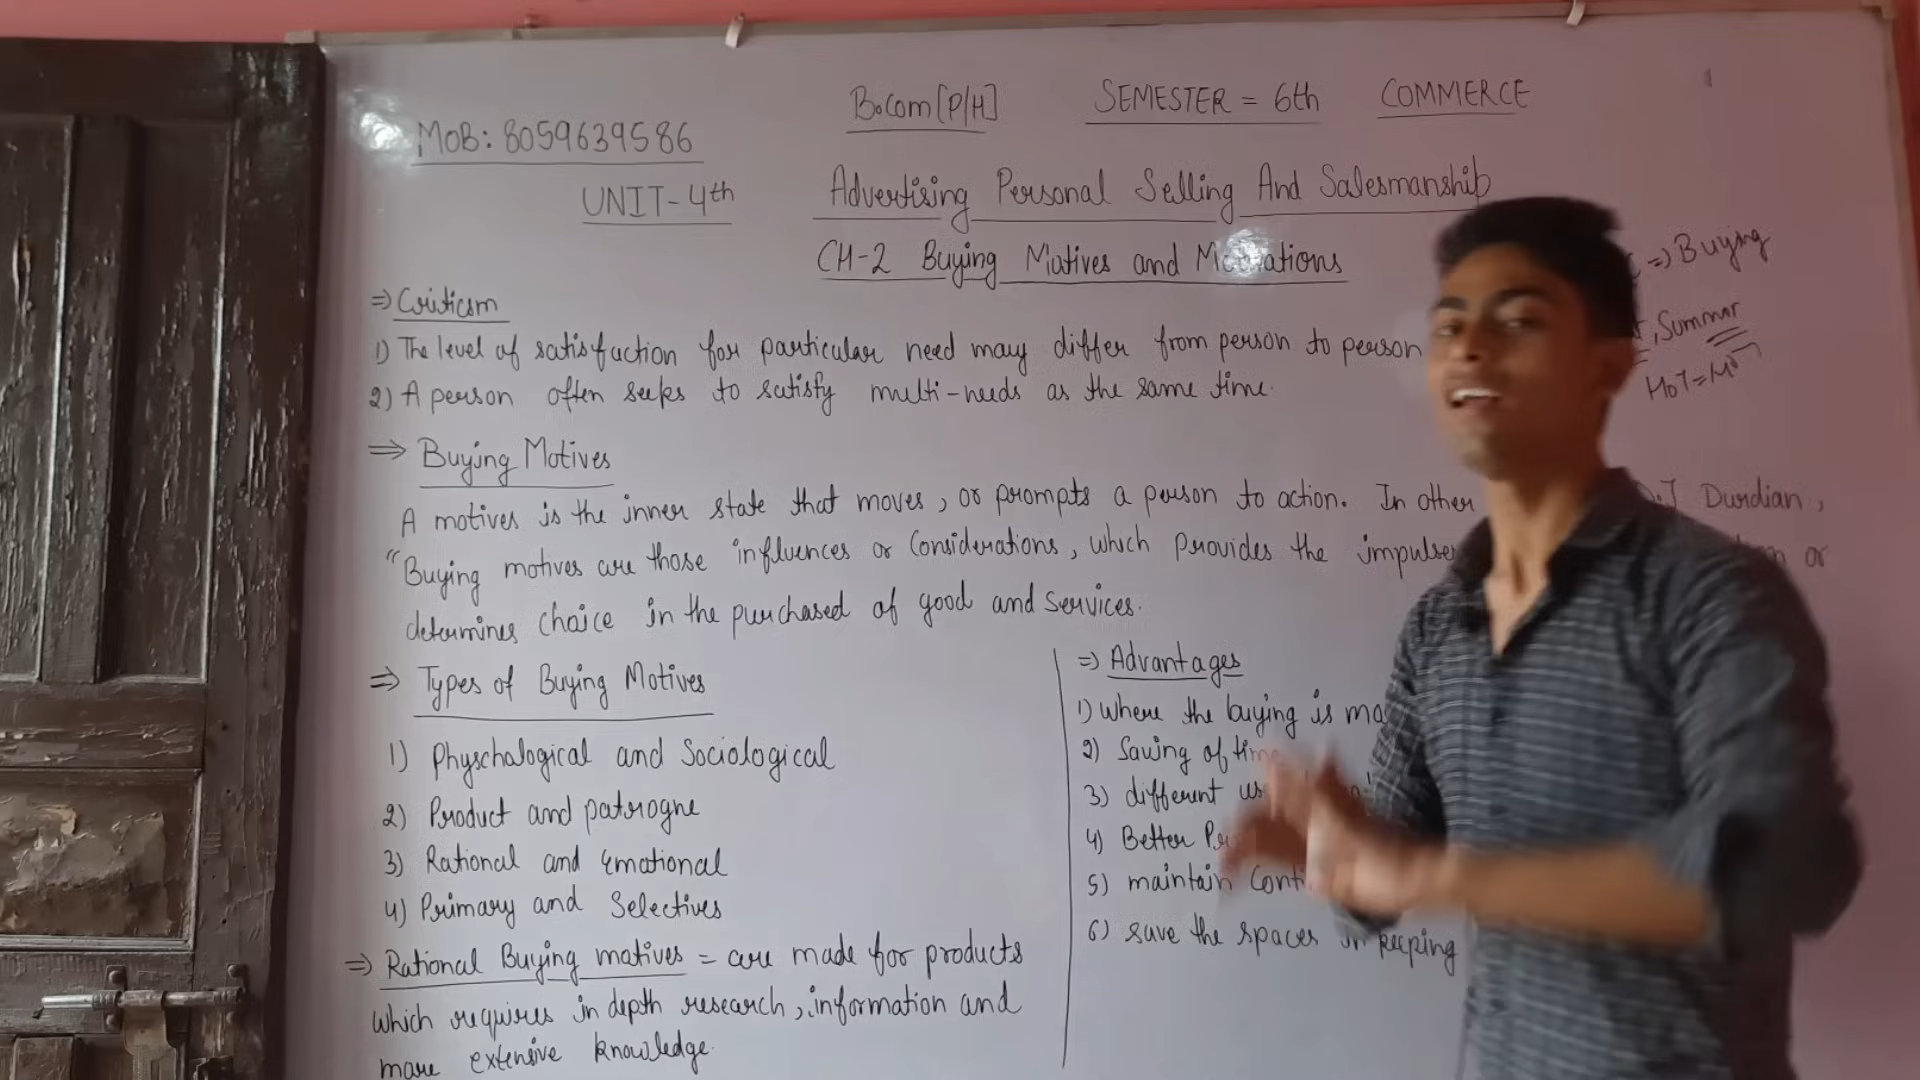 B.Com [P/H] SEMESTER = 6th COMMERCE
MOB: 8059639586
UNIT-4th Advertising Personal Selling And Salesmanship
CH-2 Buying Motives and
=> Buying
=> Criticism
, Summar
1) The level of satisfaction for particular need may differ from person to person
HOT =
2) A person often seeks to satisfy multi-needs as the same time.
=> Buying Motives
A motives is the inner state that moves, or prompts a person to action. In other D.J Durdian,
"Buying motives are those influences or Considerations, which Provides the impulse or
determines choice in the purchased of good and services.
=> Types of Buying Motives
1) Physchological and Sociological
2) Product and patrogne
3) Rational and Emotional
4) Primary and Selectives
=> Rational Buying motives = are made for products
which requires in depth research, information and
more extensive knowledge.
=> Advantages
1) where the buying is
2) Saving of
3) different
4) Better
5) maintain
6) save the spaces in keeping